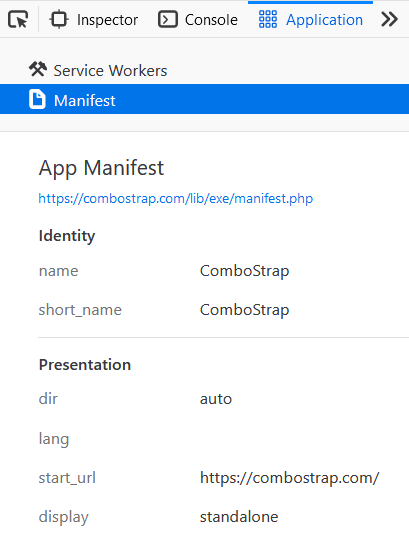 Inspector Console Application
Service Workers
Manifest
App Manifest
https://combostrap.com/lib/exe/manifest.php
Identity
name ComboStrap
short_name ComboStrap
Presentation
dir auto
lang
start_url https://combostrap.com/
display standalone